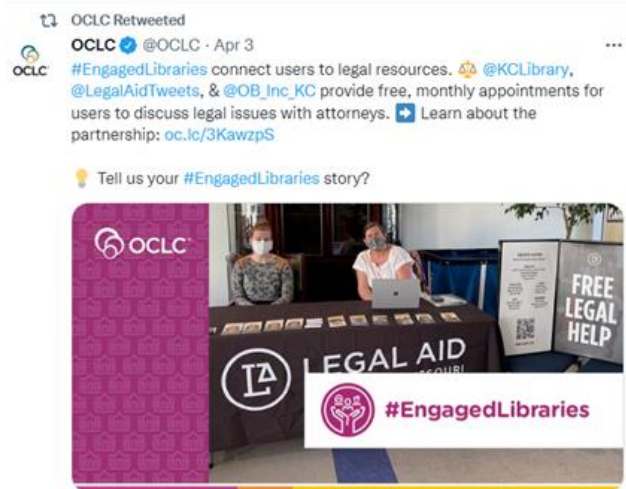 OCLC Retweeted
OCLC @OCLC · Apr 3
#EngagedLibraries connect users to legal resources. ⚖️ @KCLibrary,
@LegalAidTweets, & @OB_Inc_KC provide free, monthly appointments for
users to discuss legal issues with attorneys. ➡️ Learn about the
partnership: oc.lc/3KawzpS
💡 Tell us your #EngagedLibraries story?
OCLC
OCLC
LA
LEGAL AID
FREE
LEGAL
HELP
#EngagedLibraries